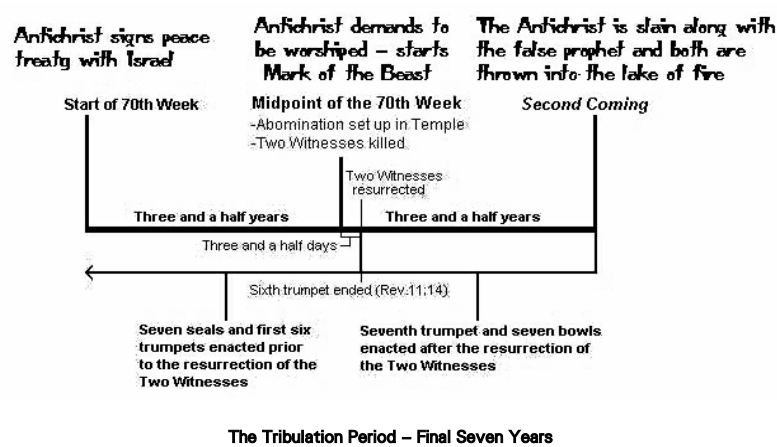 Antichrist signs peace
treaty with Israel
Antichrist demands to
be worshiped – starts
Mark of the Beast
The Antichrist is slain along with
the false prophet and both are
thrown into the lake of fire
Start of 70th Week
Midpoint of the 70th Week
-Abomination set up in Temple
-Two Witnesses killed
Second Coming
Two Witnesses
resurrected
Three and a half years
Three and a half years
Three and a half days
Sixth trumpet ended (Rev.11:14)
Seven seals and first six
trumpets enacted prior
to the resurrection of the
Two Witnesses
Seventh trumpet and seven bowls
enacted after the resurrection of
the Two Witnesses
The Tribulation Period – Final Seven Years